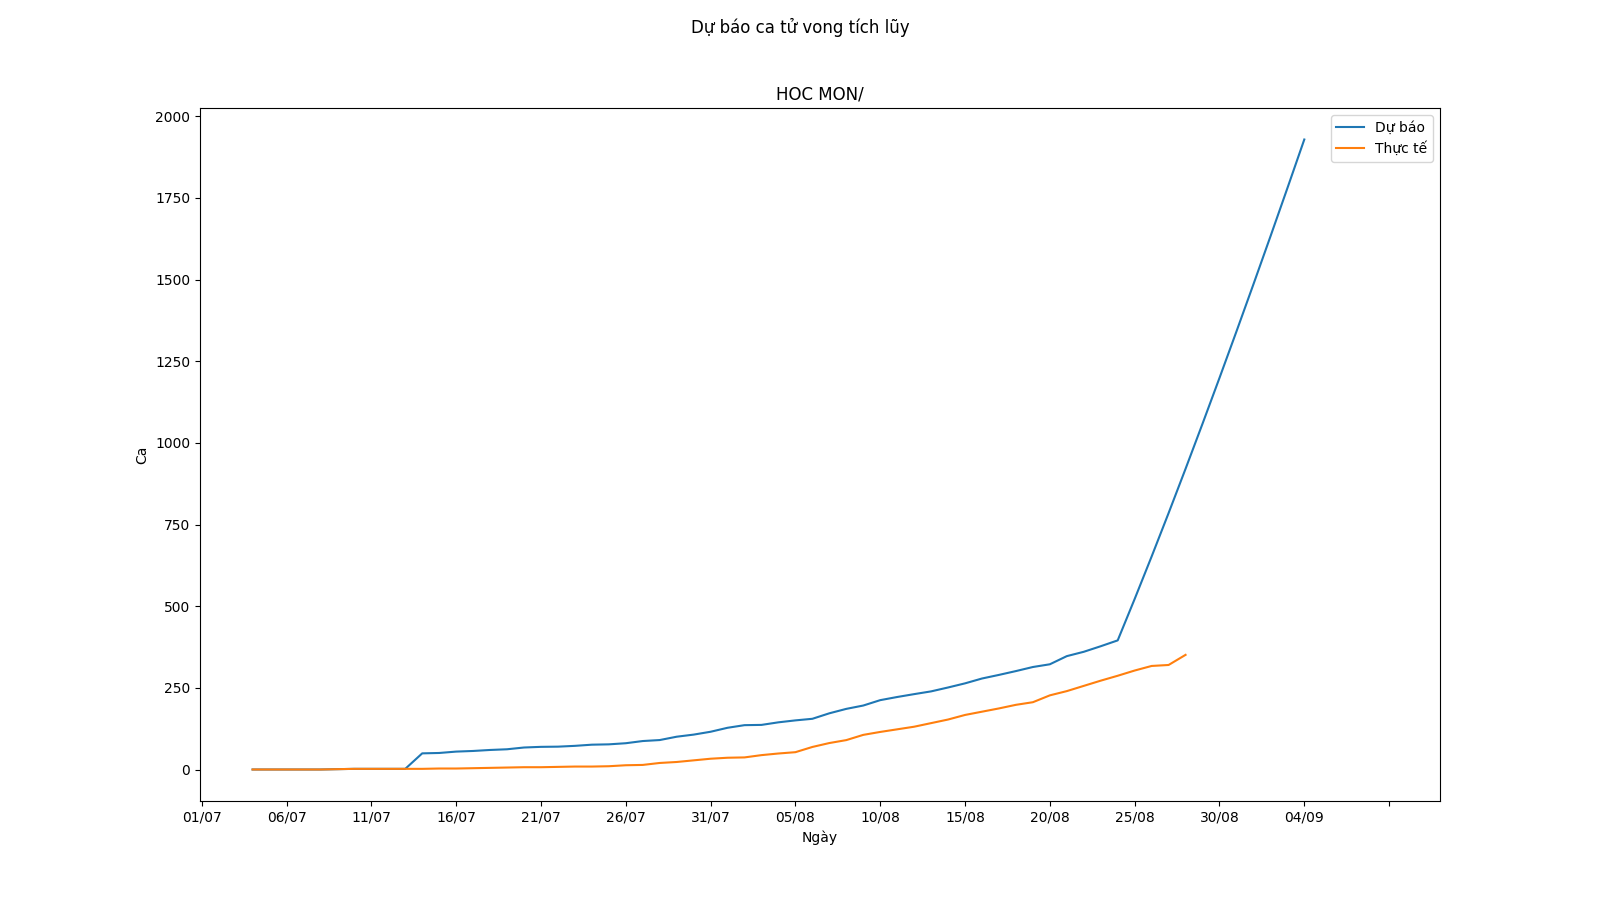 Dự báo ca tử vong tích lũy
HOC MON/
Dự báo
Thực tế
2000
1750
1500
1250
1000
750
500
250
0
Ca
01/07 06/07 11/07 16/07 21/07 26/07 31/07 05/08 10/08 15/08 20/08 25/08 30/08 04/09
Ngày